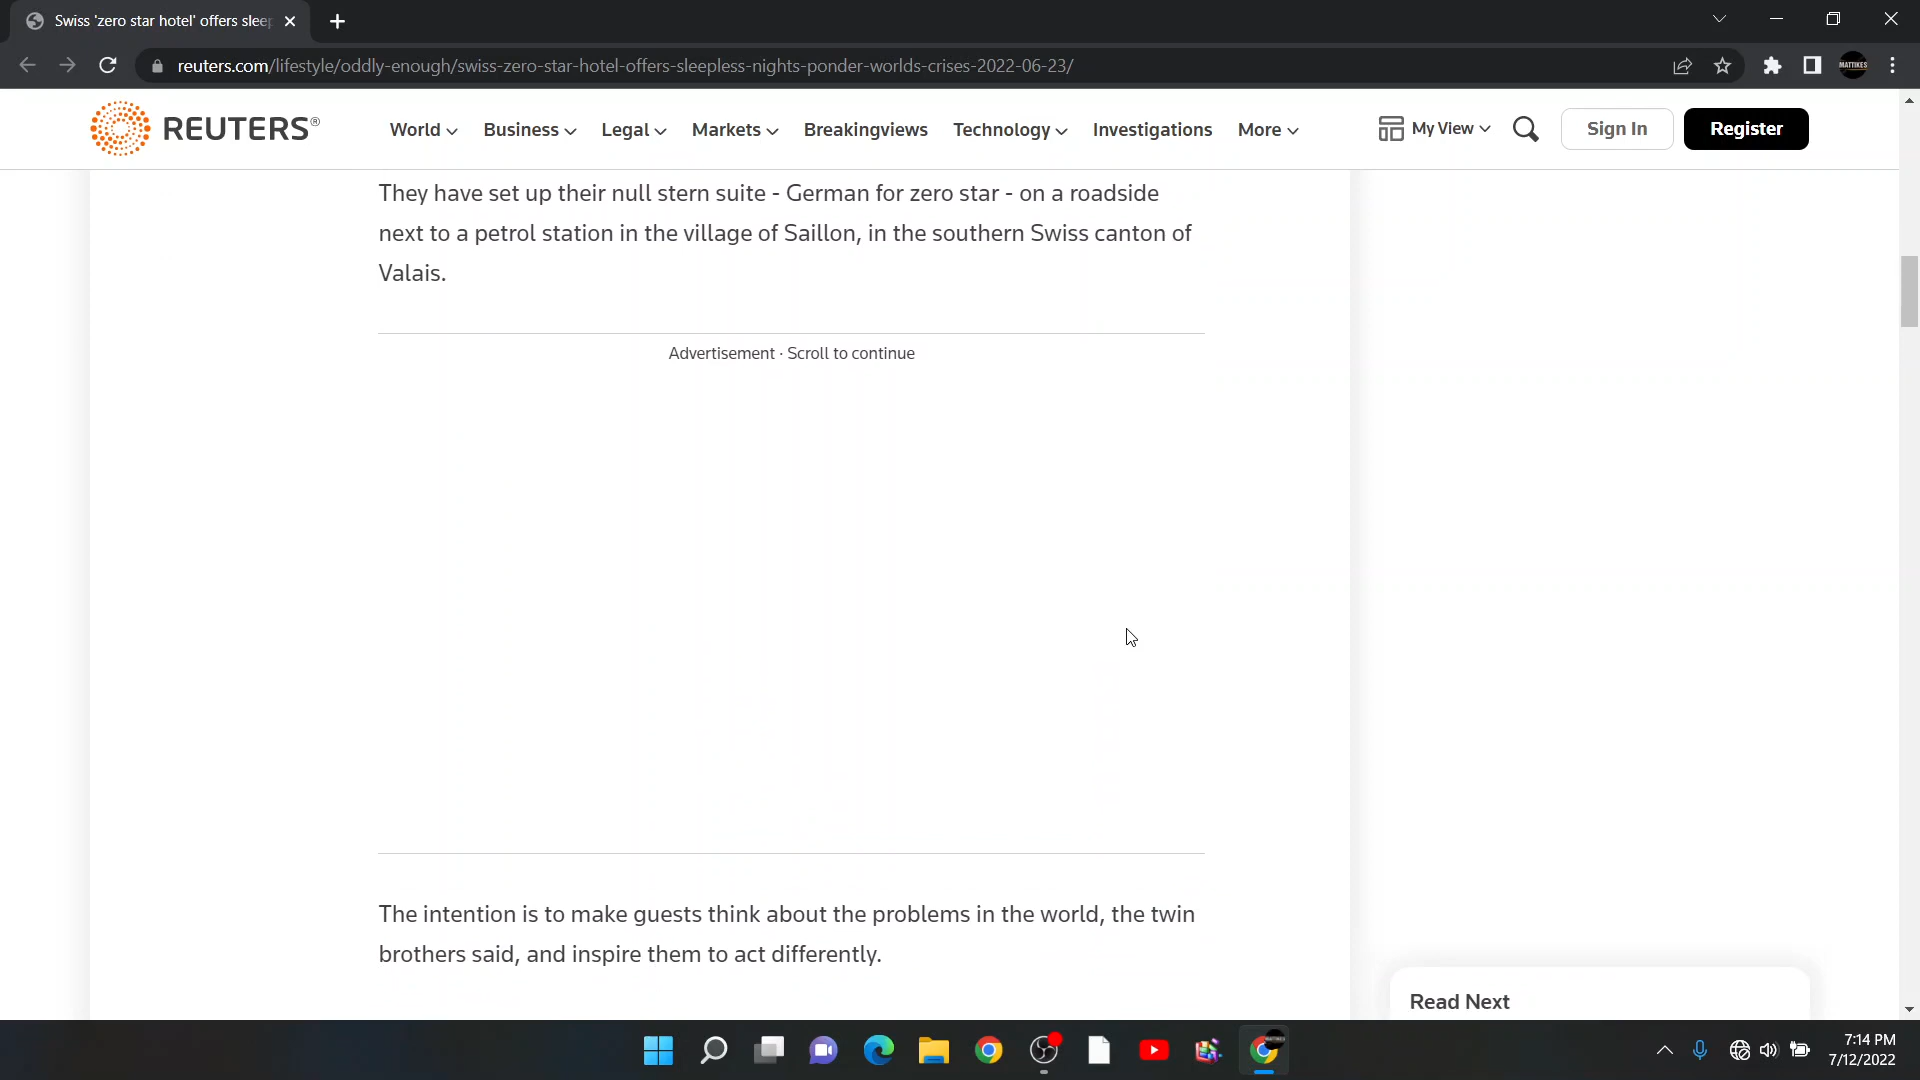 Swiss 'zero star hotel' offers sleep
reuters.com/lifestyle/oddly-enough/swiss-zero-star-hotel-offers-sleepless-nights-ponder-worlds-crises-2022-06-23/
MATTIKES
REUTERS®
World
Business
Legal
Markets
Breakingviews
Technology
Investigations
More
My View
Sign In
Register
They have set up their null stern suite - German for zero star - on a roadside
next to a petrol station in the village of Saillon, in the southern Swiss canton of
Valais.
Advertisement · Scroll to continue
The intention is to make guests think about the problems in the world, the twin
brothers said, and inspire them to act differently.
Read Next
7:14 PM
7/12/2022